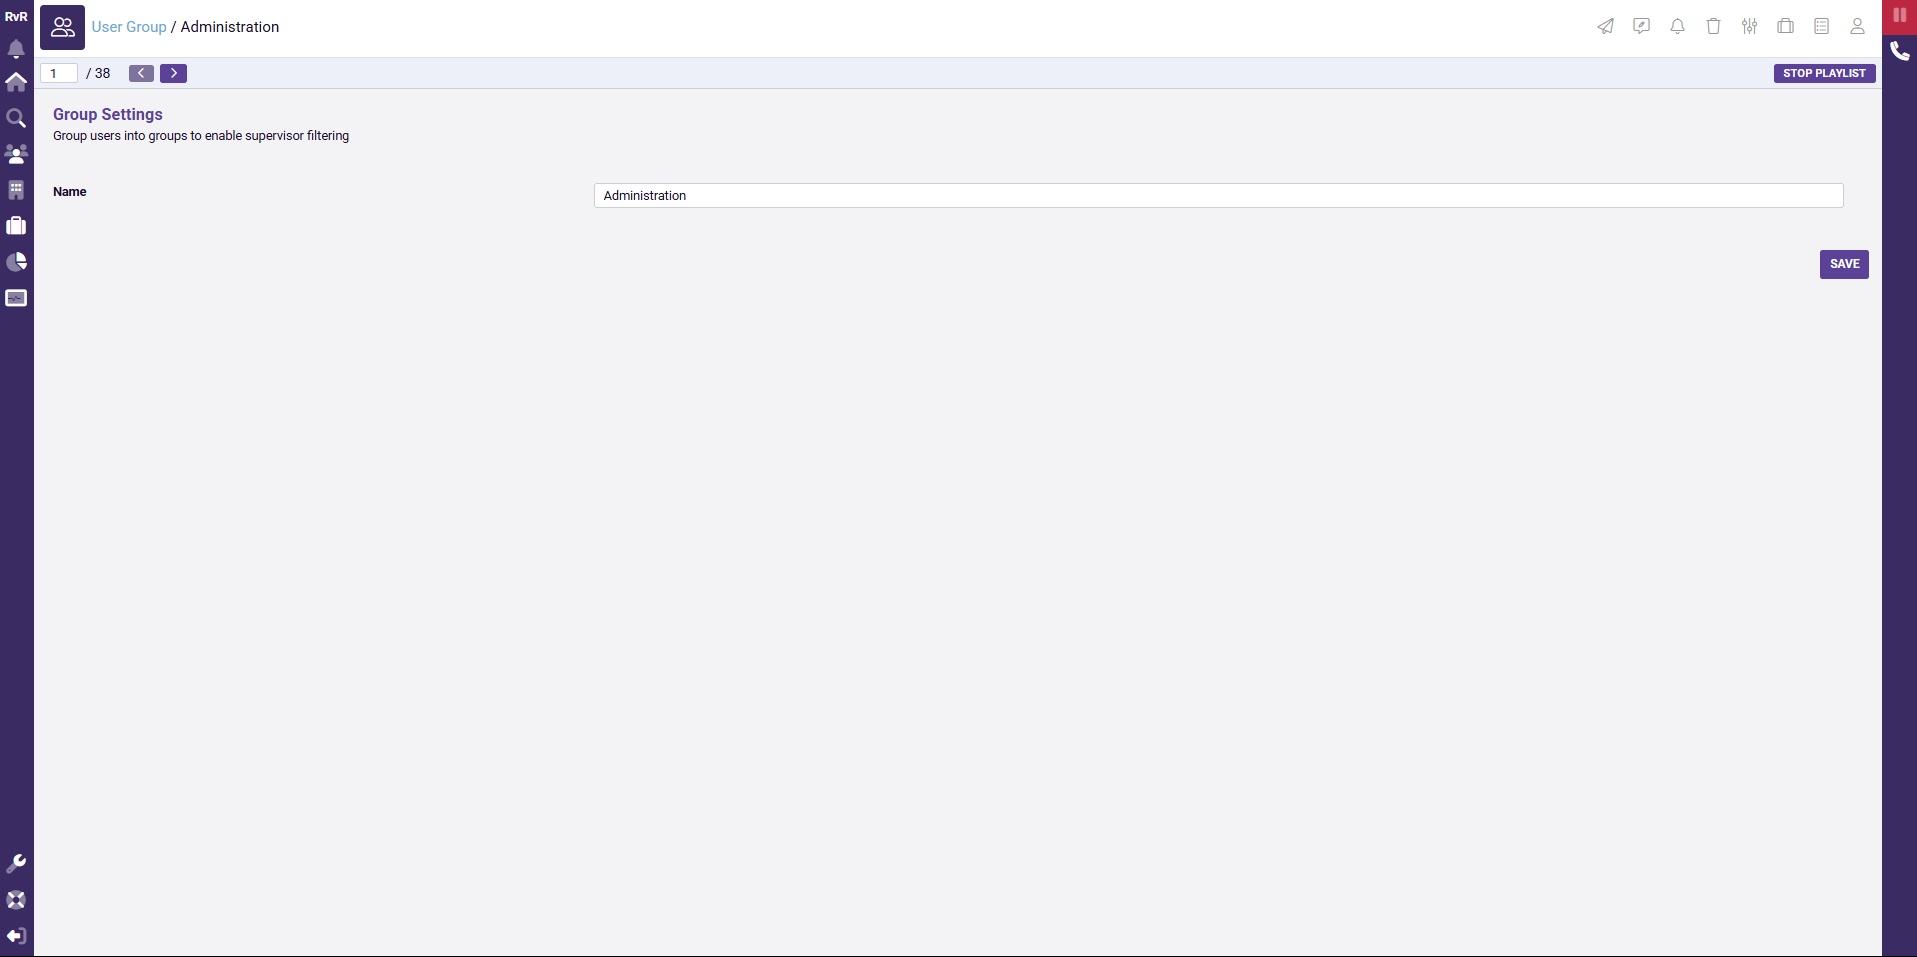 RvR
User Group / Administration
1 / 38
STOP PLAYLIST
Group Settings
Group users into groups to enable supervisor filtering
Name
Administration
SAVE